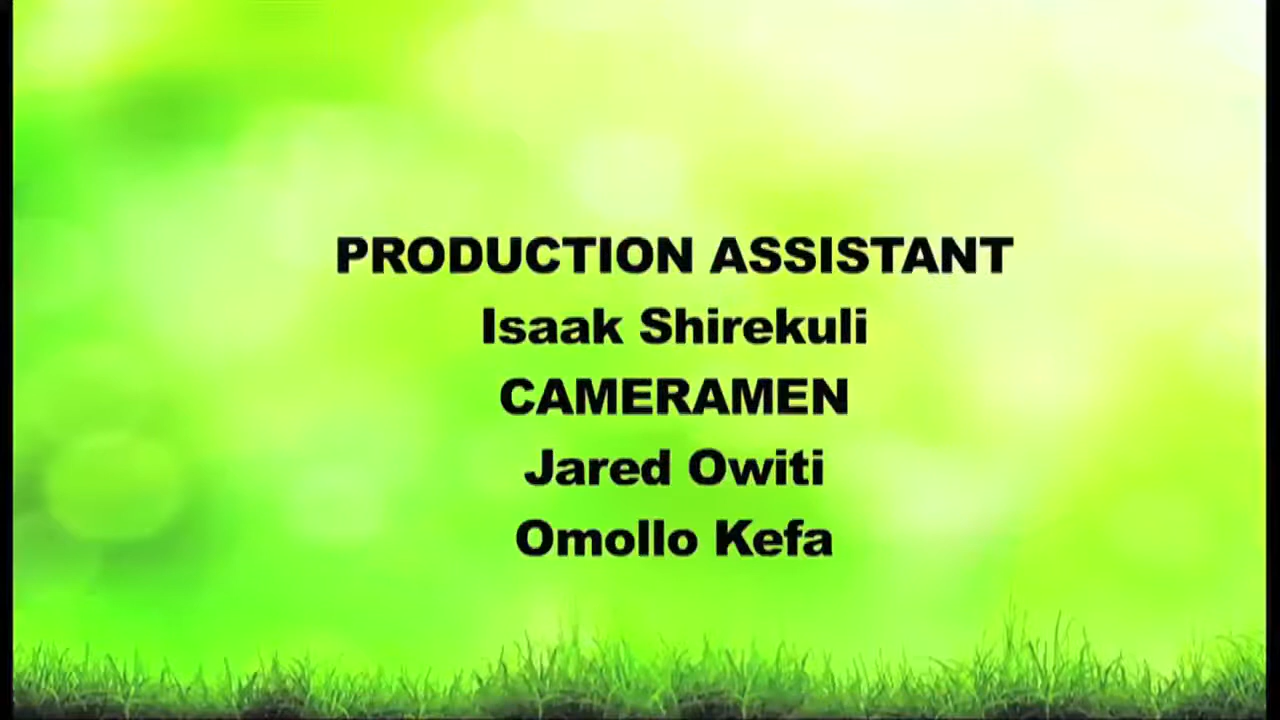 PRODUCTION ASSISTANT
Isaak Shirekuli
CAMERAMEN
Jared Owiti
Omollo Kefa